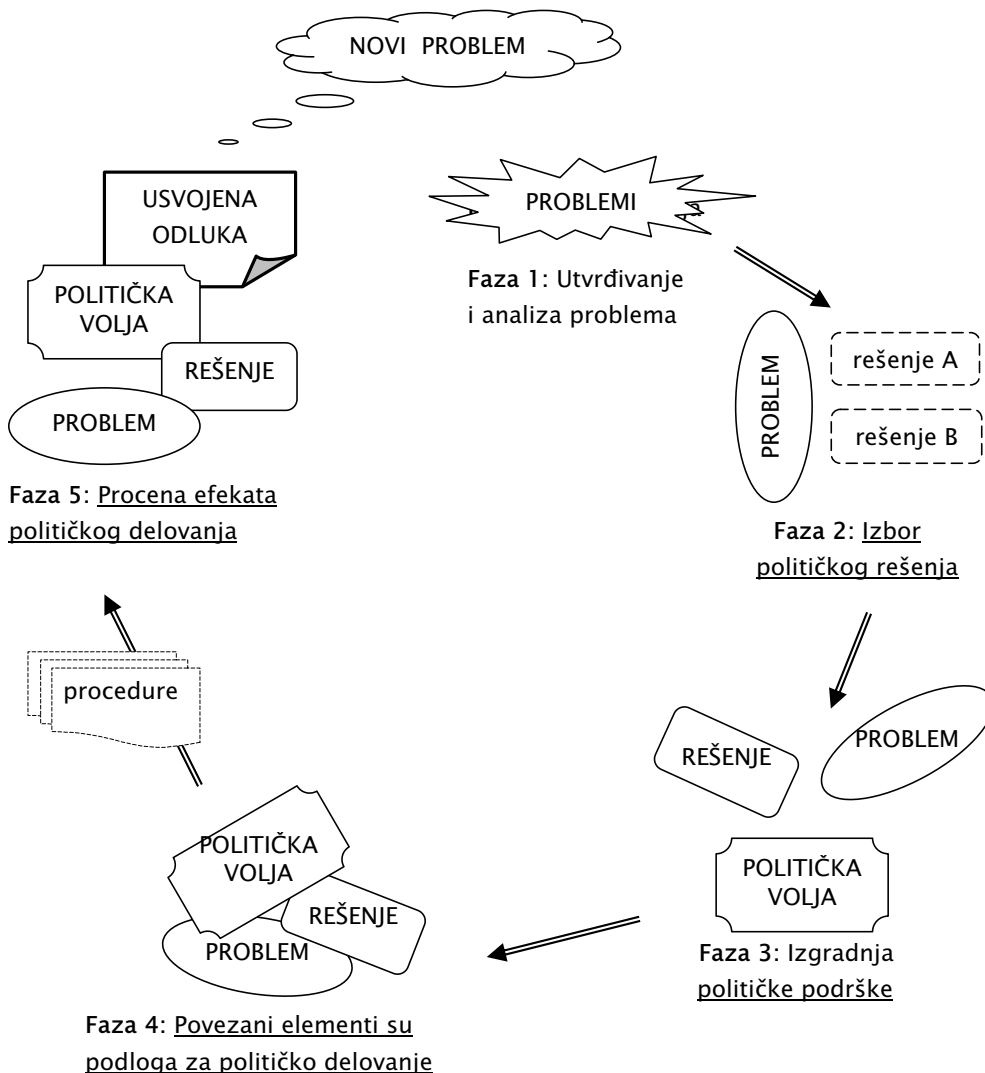 NOVI PROBLEM
PROBLEMI
Faza 1: Utvrđivanje
i analiza problema
PROBLEM
rešenje A
rešenje B
Faza 2: Izbor
političkog rešenja
REŠENJE
PROBLEM
POLITIČKA
VOLJA
Faza 3: Izgradnja
političke podrške
POLITIČKA
VOLJA
REŠENJE
PROBLEM
Faza 4: Povezani elementi su
podloga za političko delovanje
procedure
USVOJENA
ODLUKA
POLITIČKA
VOLJA
REŠENJE
PROBLEM
Faza 5: Procena efekata
političkog delovanja